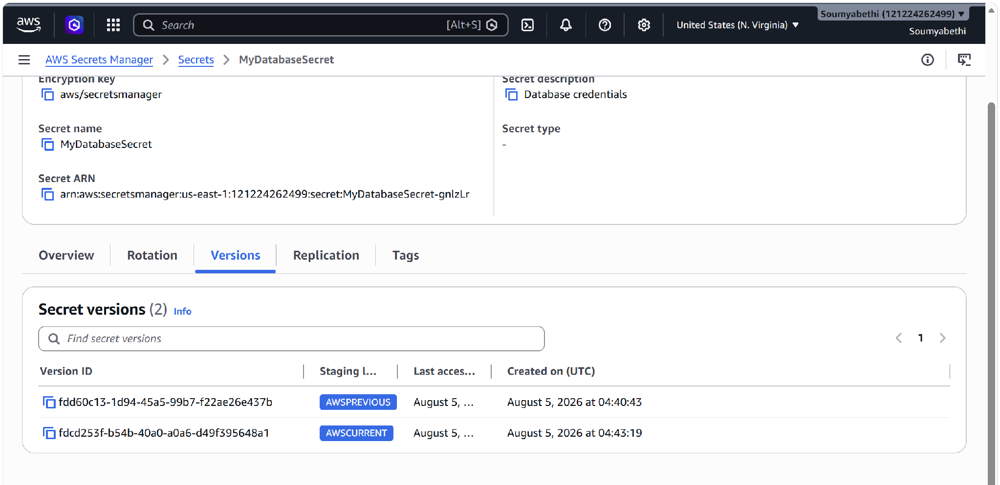 aws Search [Alt+S] United States (N. Virginia) Soumyabethi (121224262499)
Soumyabethi
AWS Secrets Manager Secrets MyDatabaseSecret
Encryption key
aws/secretsmanager
Secret name
MyDatabaseSecret
Secret ARN
arn:aws:secretsmanager:us-east-1:121224262499:secret:MyDatabaseSecret-gnlzLr
Secret description
Database credentials
Secret type
-
Overview Rotation Versions Replication Tags
Secret versions (2) Info
Find secret versions
1
Version ID Staging l... Last acces... Created on (UTC)
fdd60c13-1d94-45a5-99b7-f22ae26e437b AWSPREVIOUS August 5, ... August 5, 2026 at 04:40:43
fdcd253f-b54b-40a0-a0a6-d49f395648a1 AWSCURRENT August 5, ... August 5, 2026 at 04:43:19